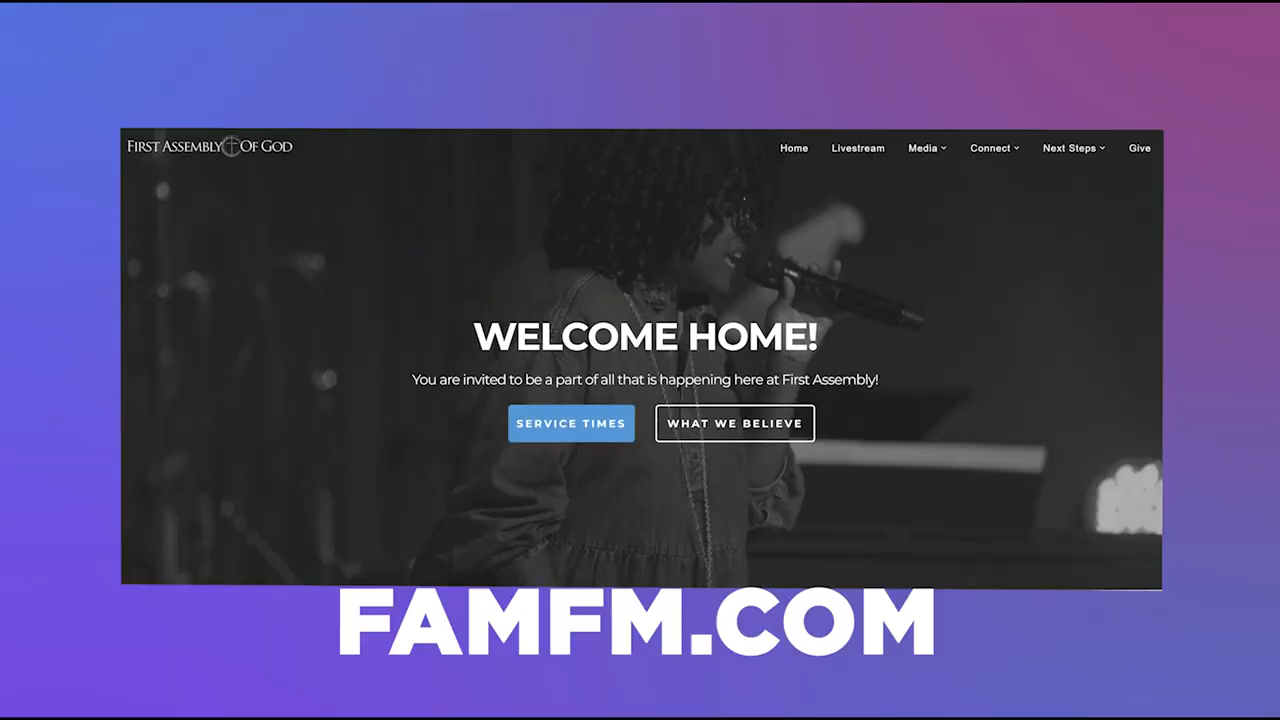 FIRST ASSEMBLY OF GOD
Home Livestream Media Connect Next Steps Give
WELCOME HOME!
You are invited to be a part of all that is happening here at First Assembly!
SERVICE TIMES WHAT WE BELIEVE
FAMFM.COM